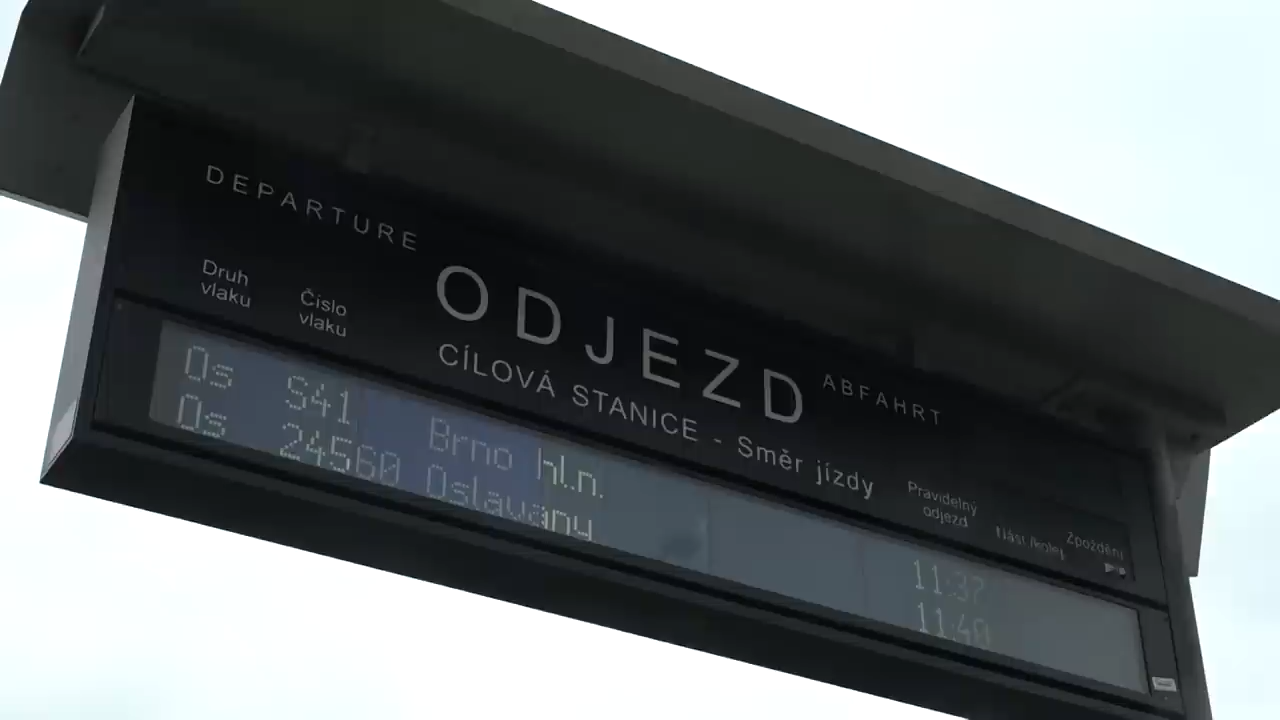 DEPARTURE
ODJEZD
ABFAHRT
Druh vlaku
Číslo vlaku
CÍLOVÁ STANICE - Směr jízdy
Pravidelný odjezd
Nást./kolej
Zpoždění
Os S41 Brno hl.n. 11:37
Os 24560 Oslavany 11:40